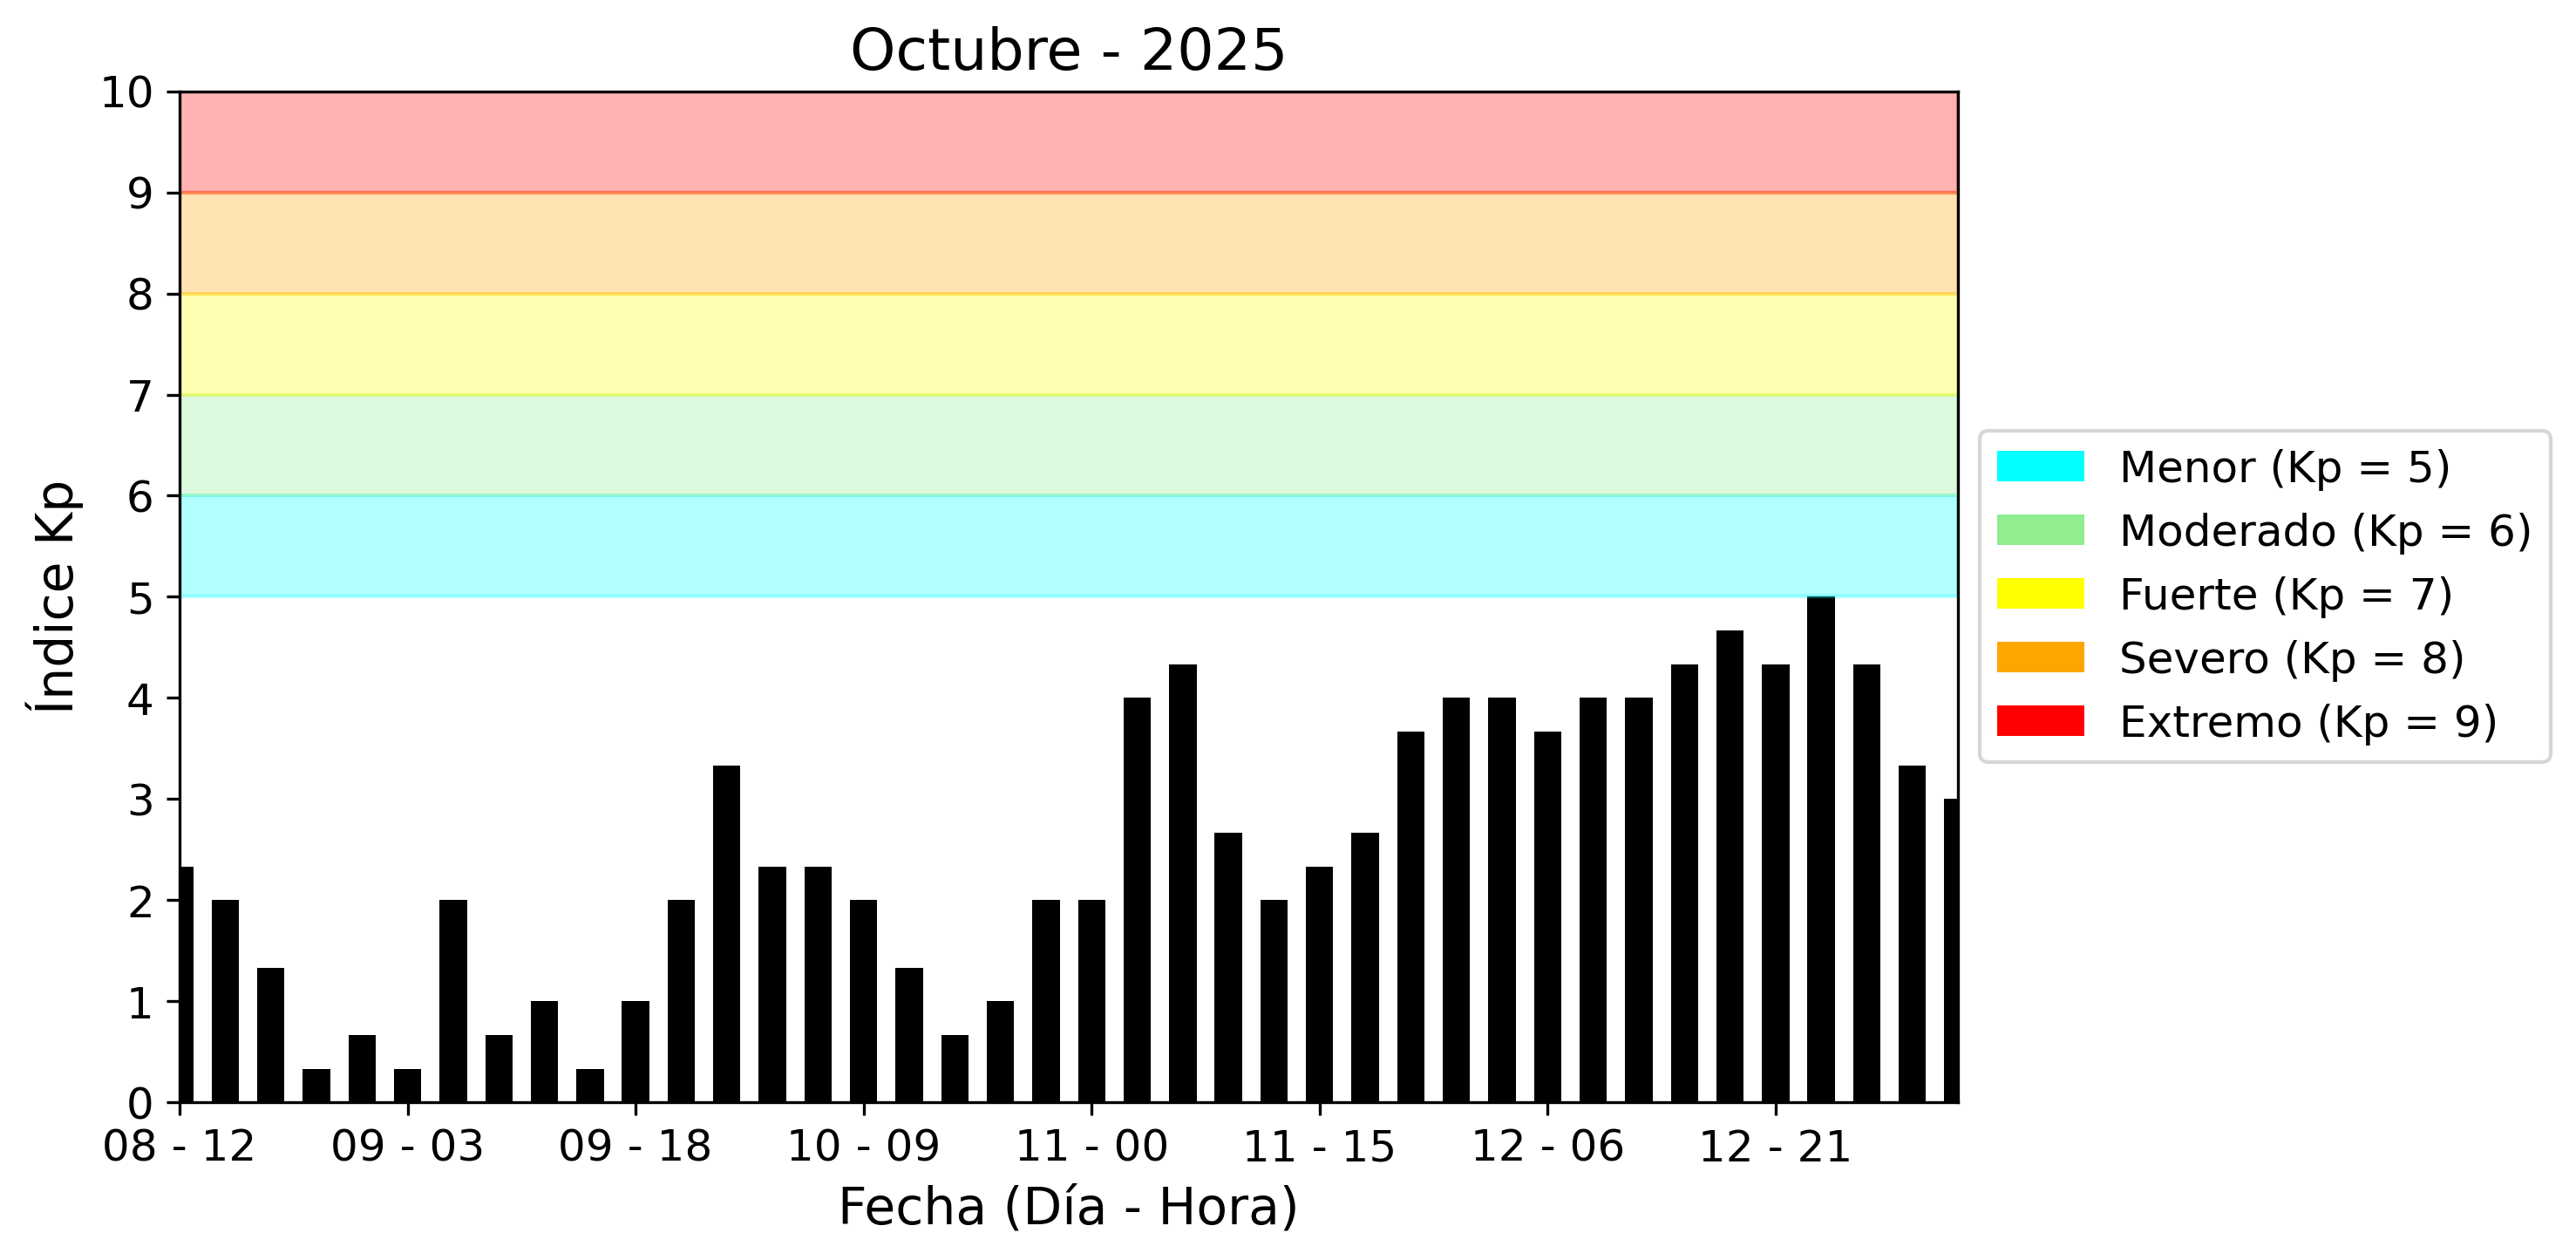 Octubre - 2025
10
9
8
7
6
5
4
3
2
1
0
Índice Kp
08 - 12
09 - 03
09 - 18
10 - 09
11 - 00
11 - 15
12 - 06
12 - 21
Fecha (Día - Hora)
Menor (Kp = 5)
Moderado (Kp = 6)
Fuerte (Kp = 7)
Severo (Kp = 8)
Extremo (Kp = 9)